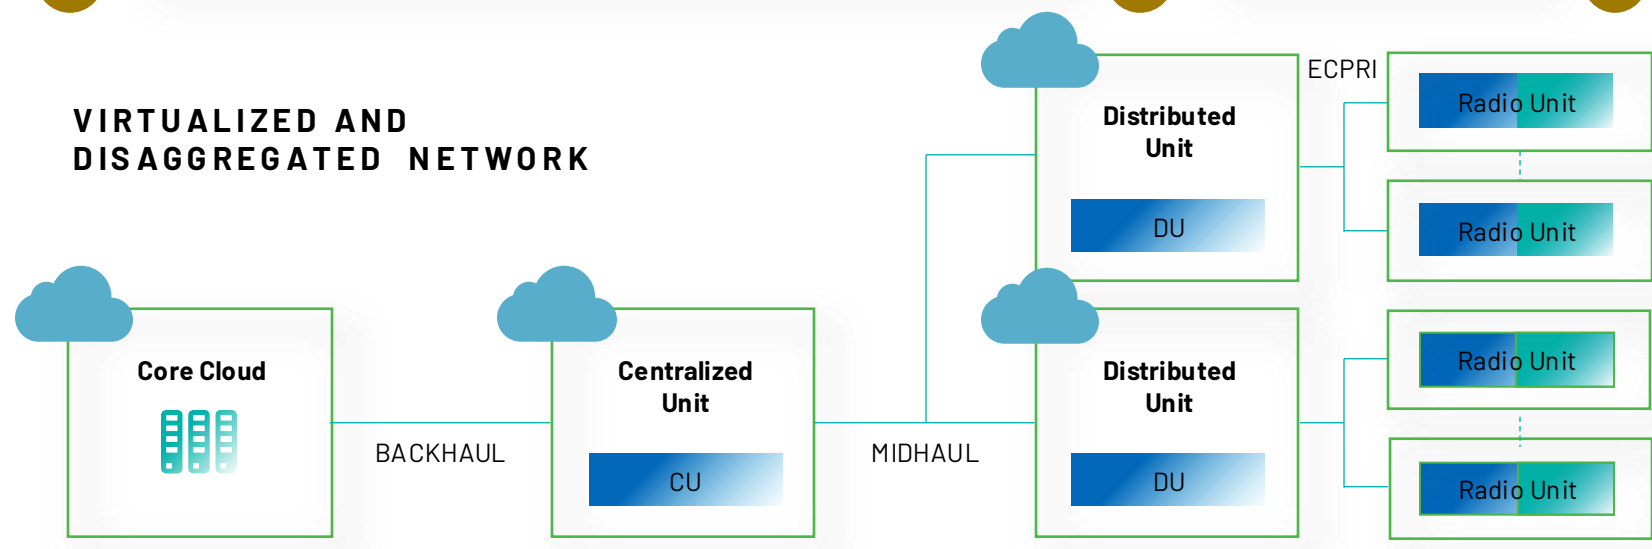 VIRTUALIZED AND
DISAGGREGATED NETWORK
ECPRI
Distributed
Unit
DU
Radio Unit
Radio Unit
Core Cloud
BACKHAUL
Centralized
Unit
CU
MIDHAUL
Distributed
Unit
DU
Radio Unit
Radio Unit